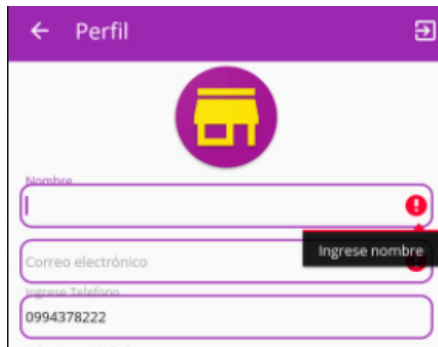 Perfil
Nombre
Ingrese nombre
Correo electrónico
Ingrese Telefono
0994378222